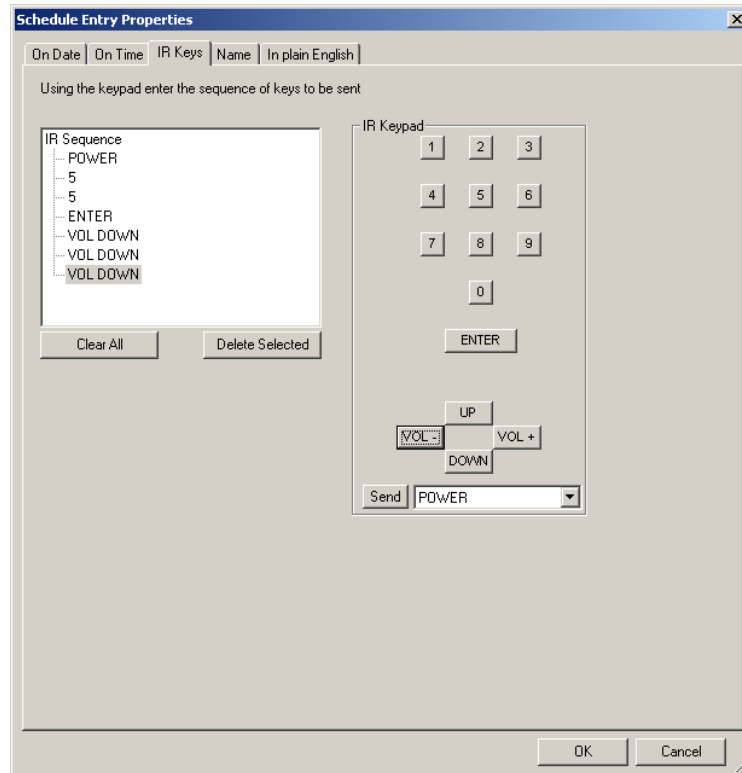 Schedule Entry Properties
On Date On Time IR Keys Name In plain English
Using the keypad enter the sequence of keys to be sent
IR Sequence
POWER
5
5
ENTER
VOL DOWN
VOL DOWN
VOL DOWN
Clear All Delete Selected
IR Keypad
1 2 3
4 5 6
7 8 9
0
ENTER
UP
VOL - VOL +
DOWN
Send POWER
OK Cancel